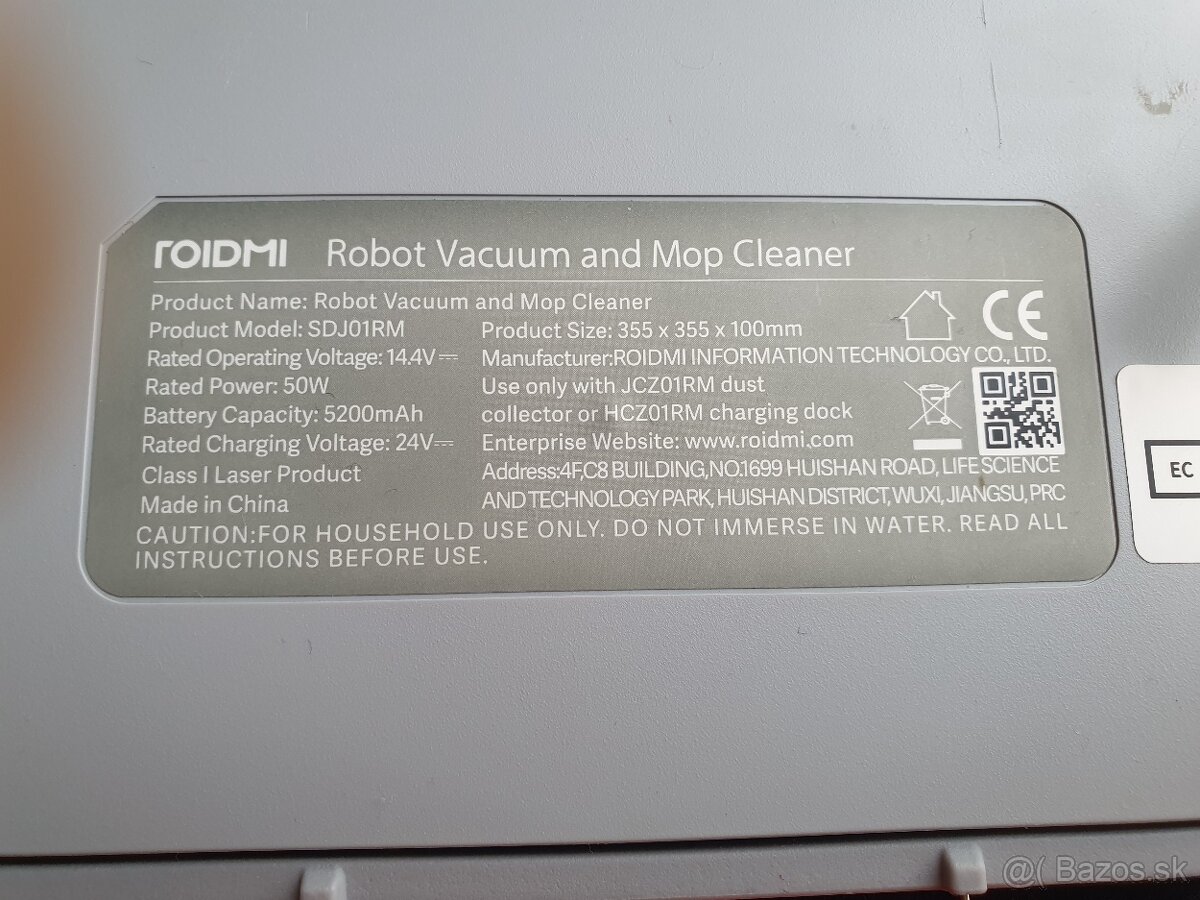 ROIDMI Robot Vacuum and Mop Cleaner
Product Name: Robot Vacuum and Mop Cleaner
Product Model: SDJ01RM
Rated Operating Voltage: 14.4V⎓
Rated Power: 50W
Battery Capacity: 5200mAh
Rated Charging Voltage: 24V⎓
Class I Laser Product
Made in China
Product Size: 355 x 355 x 100mm
Manufacturer:ROIDMI INFORMATION TECHNOLOGY CO., LTD.
Use only with JCZ01RM dust
collector or HCZ01RM charging dock
Enterprise Website: www.roidmi.com
Address:4F,C8 BUILDING,NO.1699 HUISHAN ROAD, LIFE SCIENCE
AND TECHNOLOGY PARK, HUISHAN DISTRICT, WUXI, JIANGSU, PRC
CE
CAUTION:FOR HOUSEHOLD USE ONLY. DO NOT IMMERSE IN WATER. READ ALL
INSTRUCTIONS BEFORE USE.
EC
@( Bazos.sk